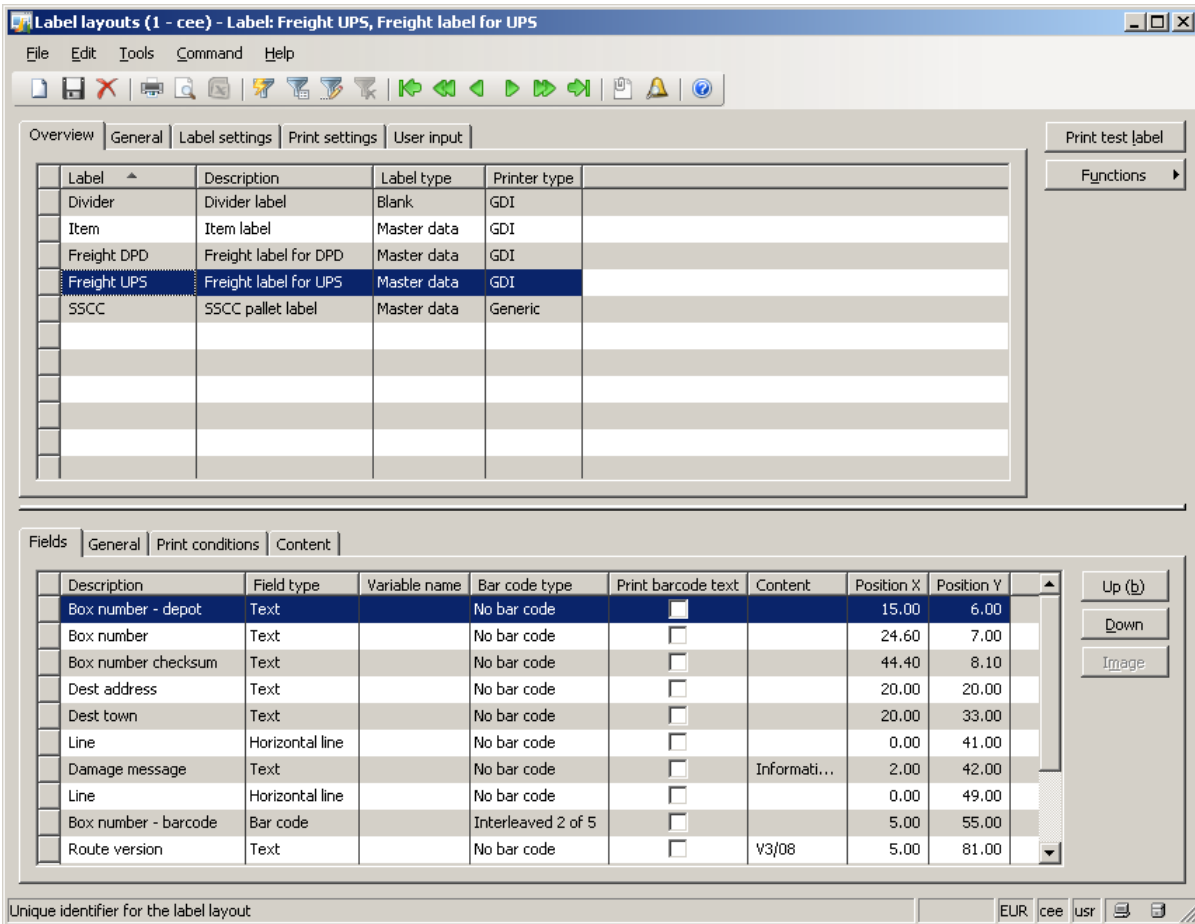 Label layouts (1 - cee) - Label: Freight UPS, Freight label for UPS
File Edit Tools Command Help
Overview General Label settings Print settings User input
Print test label
Functions
Label Description Label type Printer type
Divider Divider label Blank GDI
Item Item label Master data GDI
Freight DPD Freight label for DPD Master data GDI
Freight UPS Freight label for UPS Master data GDI
SSCC SSCC pallet label Master data Generic
Fields General Print conditions Content
Description Field type Variable name Bar code type Print barcode text Content Position X Position Y
Box number - depot Text No bar code 15.00 6.00
Box number Text No bar code 24.60 7.00
Box number checksum Text No bar code 44.40 8.10
Dest address Text No bar code 20.00 20.00
Dest town Text No bar code 20.00 33.00
Line Horizontal line No bar code 0.00 41.00
Damage message Text No bar code Informati... 2.00 42.00
Line Horizontal line No bar code 0.00 49.00
Box number - barcode Bar code Interleaved 2 of 5 5.00 55.00
Route version Text No bar code V3/08 5.00 81.00
Up (b)
Down
Image
Unique identifier for the label layout EUR cee usr